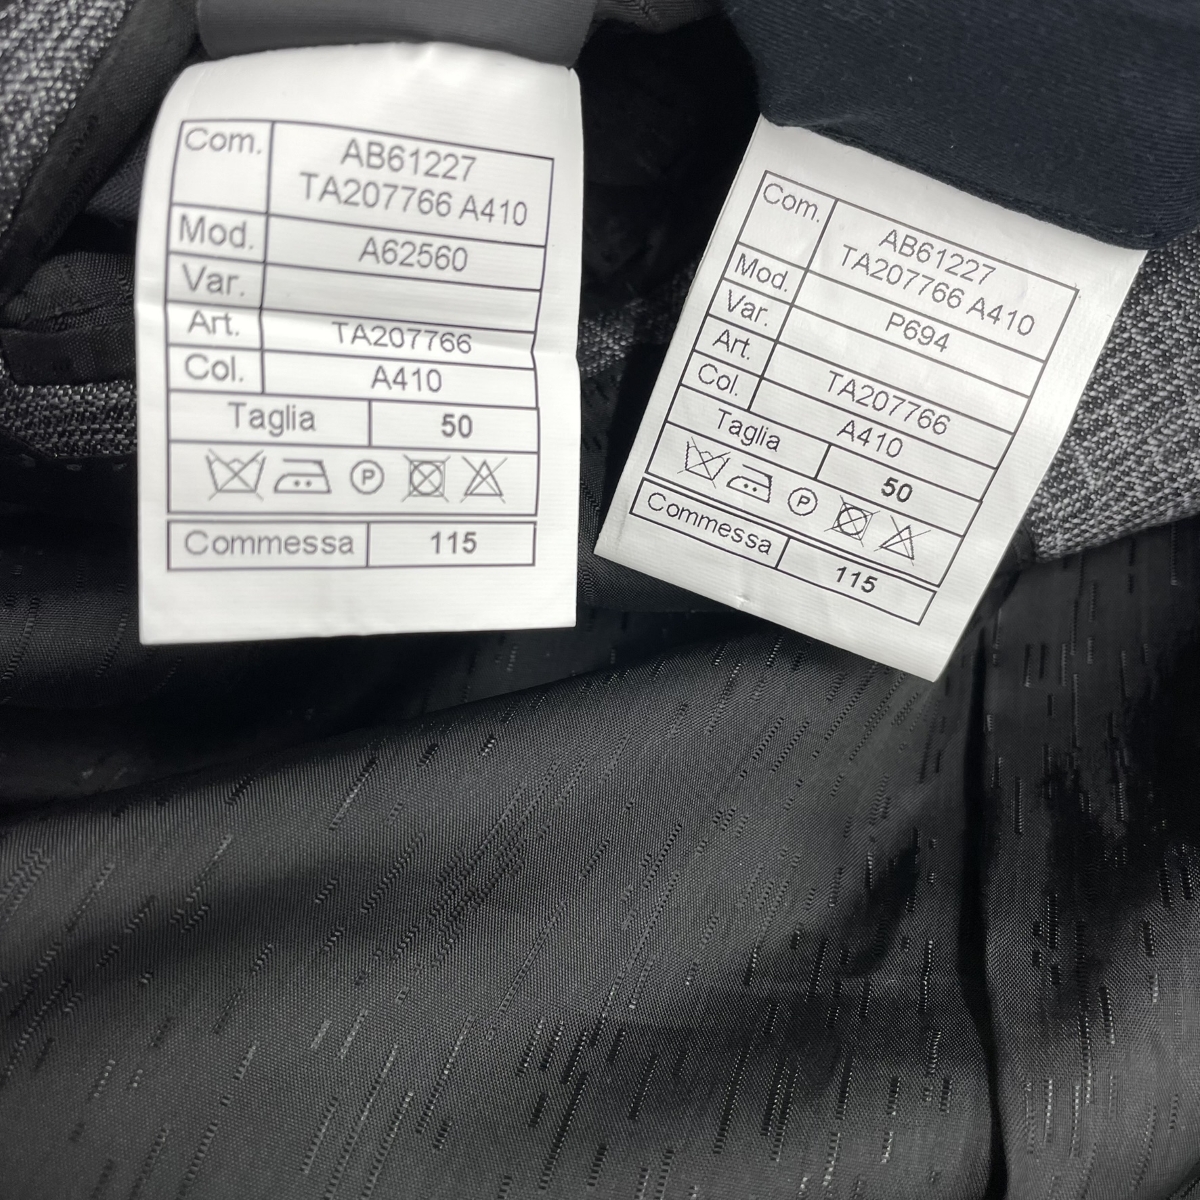 Com. AB61227
TA207766 A410
Mod. A62560
Var.
Art. TA207766
Col. A410
Taglia 50
P
Commessa 115
Com. AB61227
TA207766 A410
Mod. P694
Var.
Art. TA207766
Col. A410
Taglia 50
P
Commessa 115